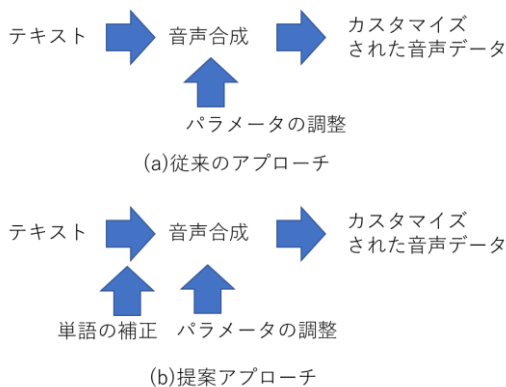 テキスト
音声合成
カスタマイズ
された音声データ
パラメータの調整
(a)従来のアプローチ
テキスト
音声合成
カスタマイズ
された音声データ
単語の補正
パラメータの調整
(b)提案アプローチ